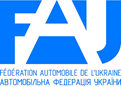 FAU
FÉDÉRATION AUTOMOBILE DE L'UKRAINE
АВТОМОБІЛЬНА ФЕДЕРАЦІЯ УКРАЇНИ